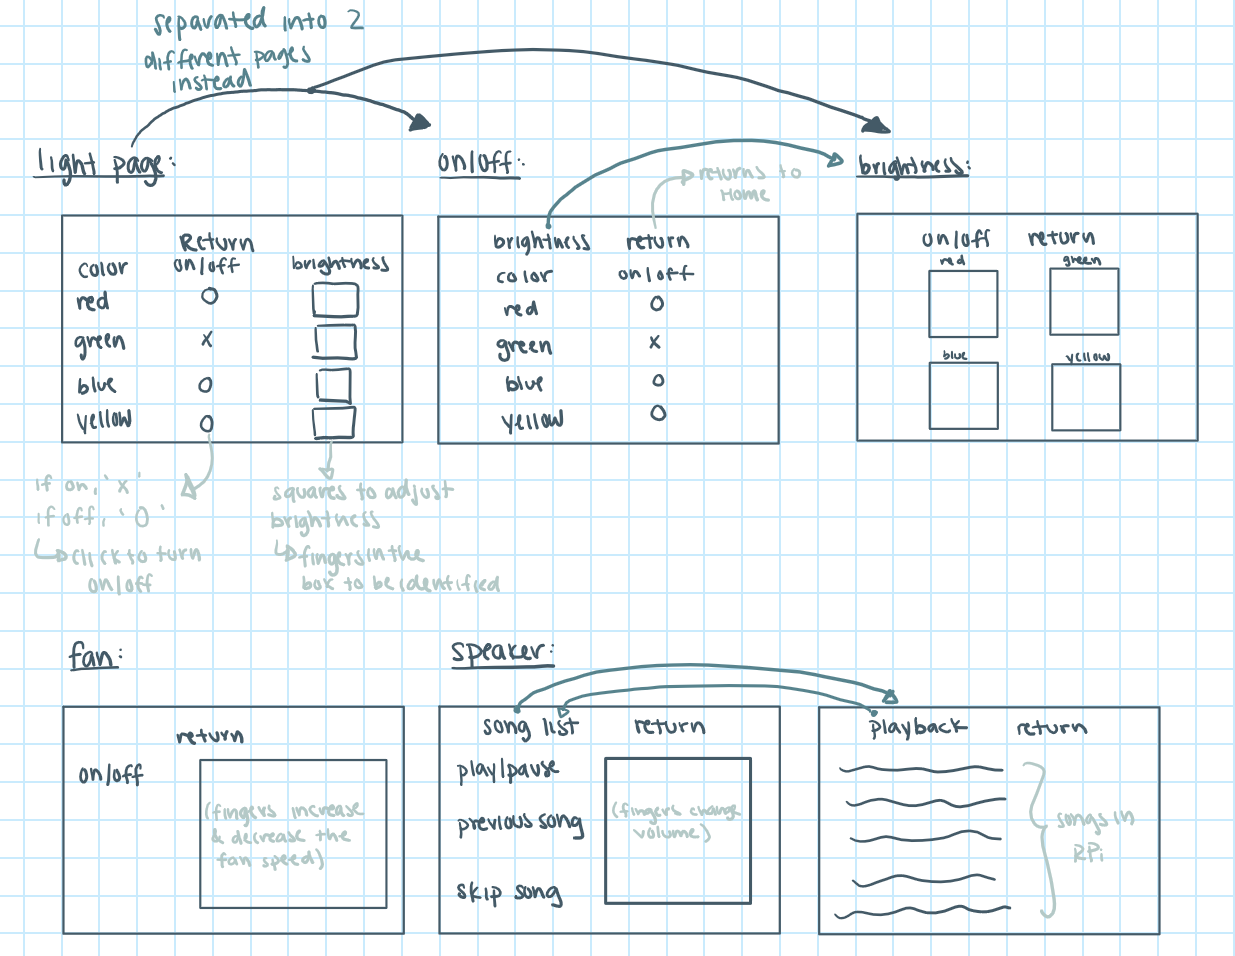 separated into 2
different pages
instead
light page:
on/off:
brightness:
returns to
Home
Return
color on/off brightness
red O
green x
blue O
yellow O
brightness return
color on/off
red O
green x
blue O
yellow O
on/off return
red green
blue yellow
if on, 'x'
if off, 'O'
click to turn
on/off
squares to adjust
brightness
fingers in the
box to be identified
fan:
speaker:
return
on/off
(fingers increase
& decrease the
fan speed)
song list return
play/pause
previous song
skip song
(fingers change
volume)
playback return
songs in
RPi